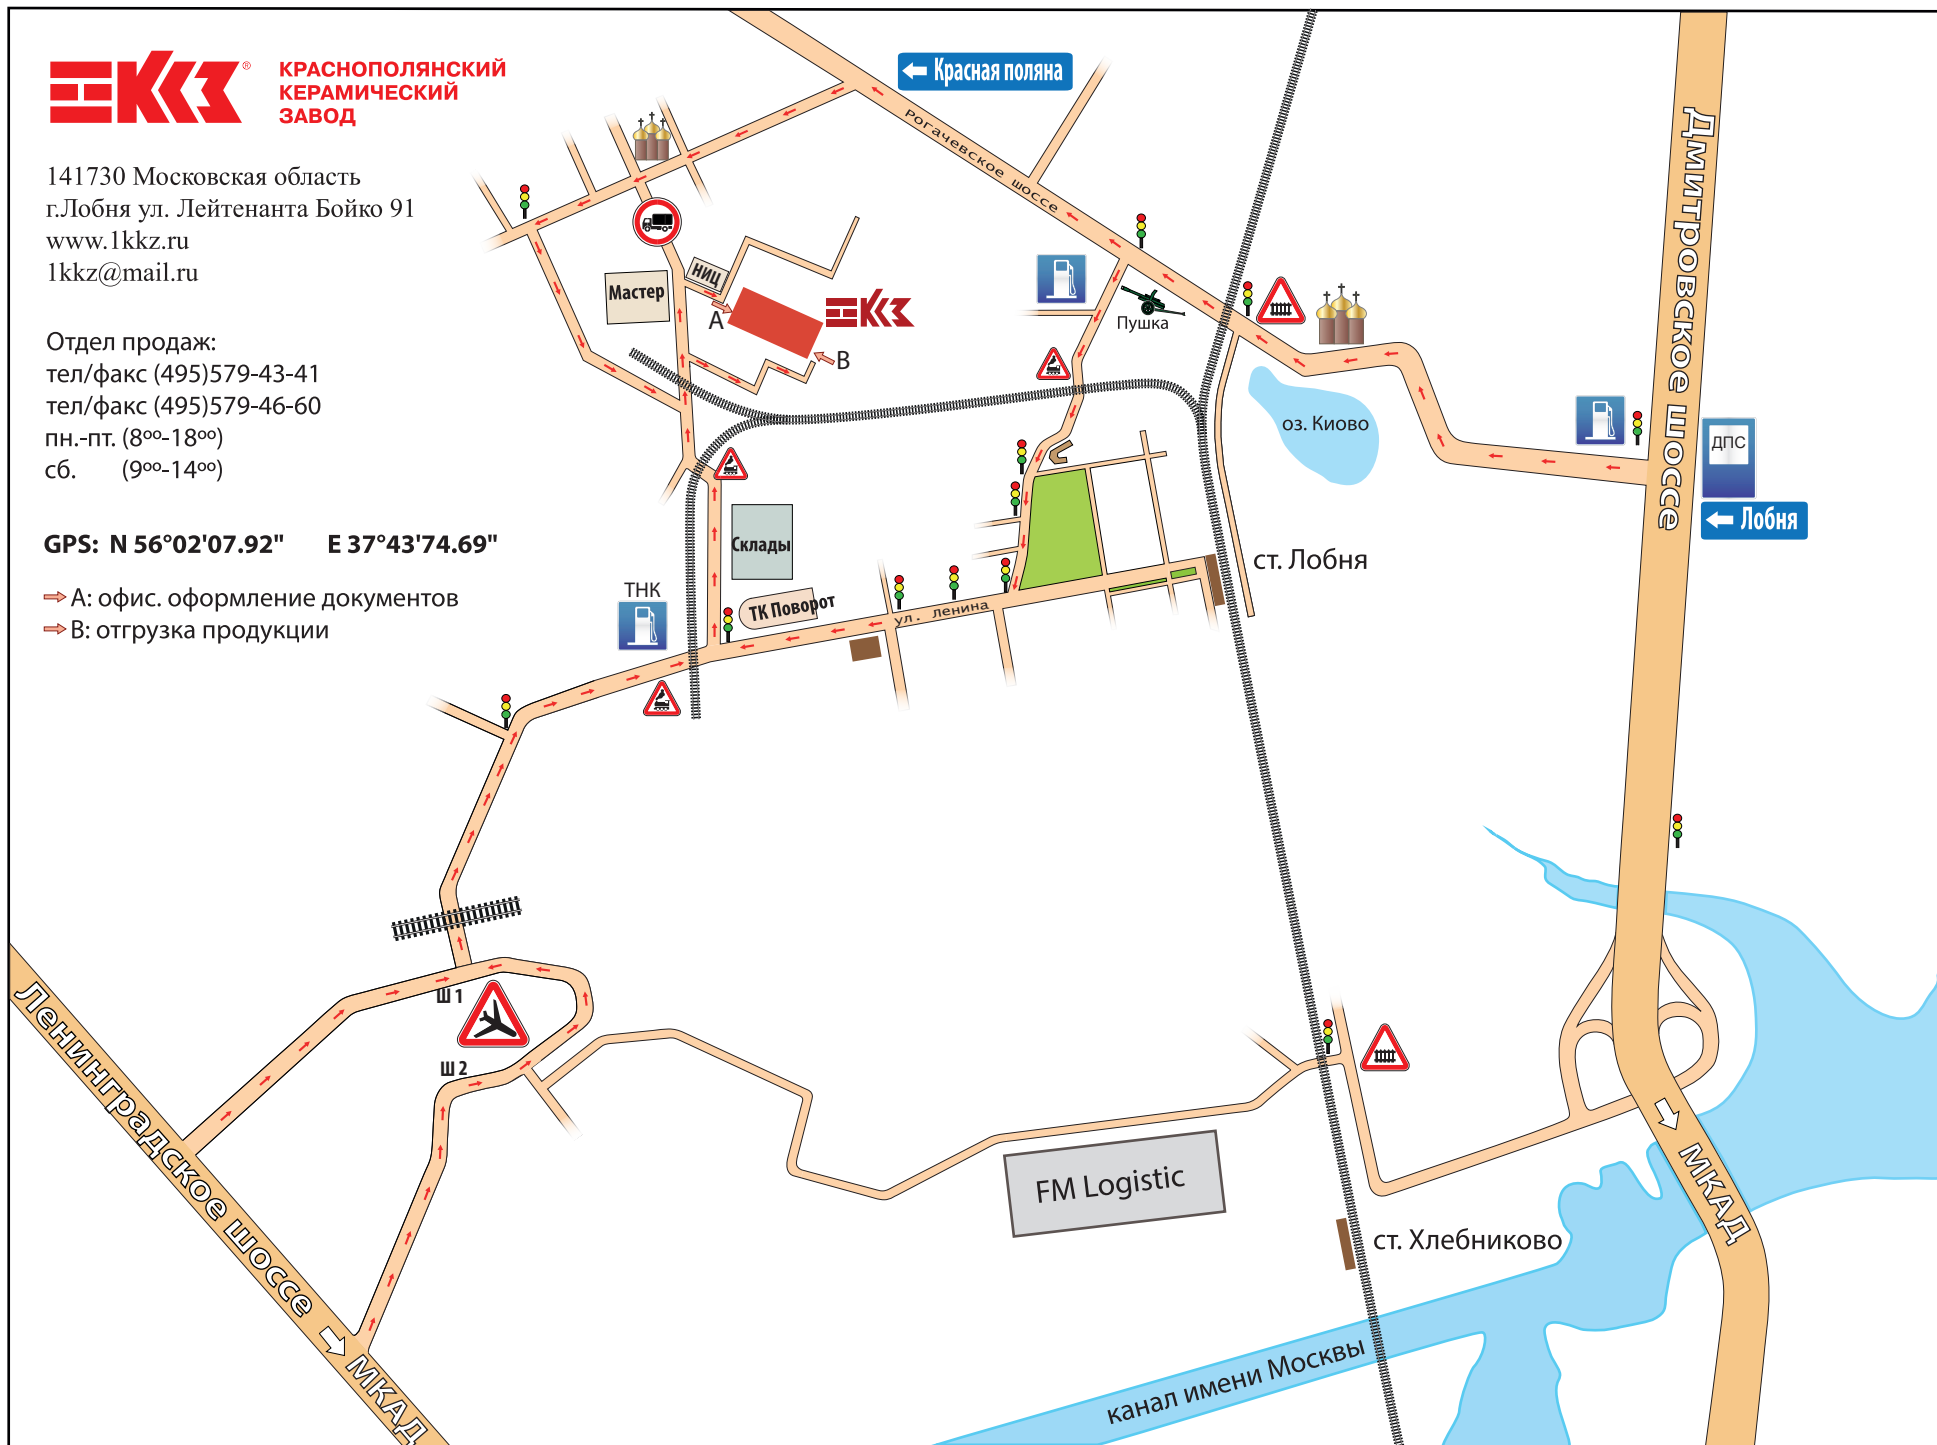 ККЗ®
КРАСНОПОЛЯНСКИЙ
КЕРАМИЧЕСКИЙ
ЗАВОД
141730 Московская область
г.Лобня ул. Лейтенанта Бойко 91
www.1kkz.ru
1kkz@mail.ru
Отдел продаж:
тел/факс (495)579-43-41
тел/факс (495)579-46-60
пн.-пт. (8⁰⁰-18⁰⁰)
сб. (9⁰⁰-14⁰⁰)
GPS: N 56°02'07.92" E 37°43'74.69"
А: офис. оформление документов
В: отгрузка продукции
Красная поляна
рогачевское шоссе
Дмитровское шоссе
НИЦ
Мастер
А
ККЗ
В
Пушка
оз. Киово
ДПС
Лобня
Склады
ст. Лобня
ТНК
ТК Поворот
ул. ленина
Ш 1
Ш 2
Ленинградское шоссе
МКАД
FM Logistic
МКАД
ст. Хлебниково
канал имени Москвы